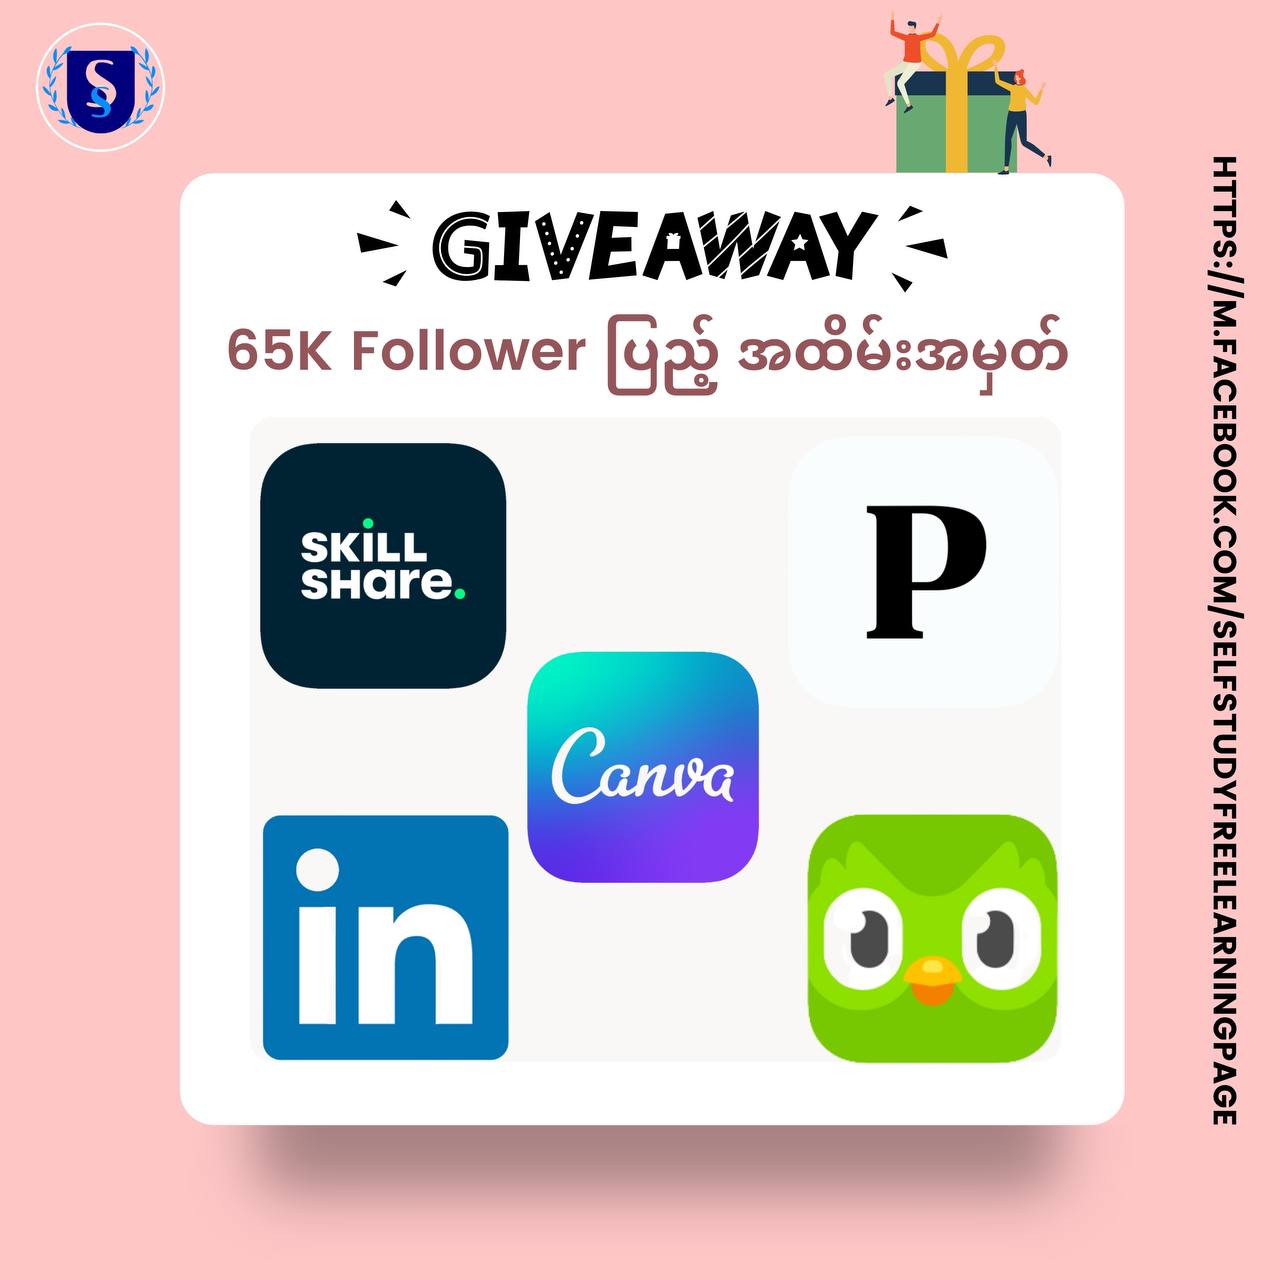 SS
GIVEAWAY
65K Follower ပြည့် အထိမ်းအမှတ်
SKILL
SHare.
P
Canva
in
HTTPS://M.FACEBOOK.COM/SELFSTUDYFREELEARNINGPAGE